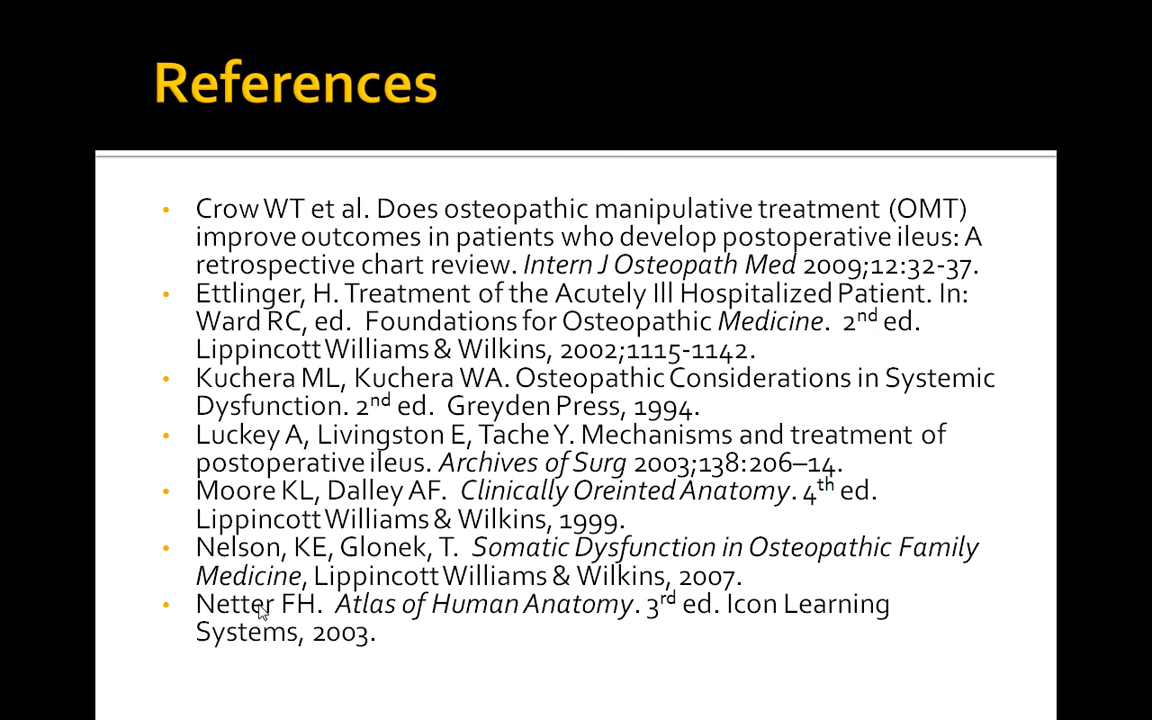 References
• Crow WT et al. Does osteopathic manipulative treatment (OMT)
improve outcomes in patients who develop postoperative ileus: A
retrospective chart review. Intern J Osteopath Med 2009;12:32-37.
• Ettlinger, H. Treatment of the Acutely Ill Hospitalized Patient. In:
Ward RC, ed. Foundations for Osteopathic Medicine. 2nd ed.
Lippincott Williams & Wilkins, 2002;1115-1142.
• Kuchera ML, Kuchera WA. Osteopathic Considerations in Systemic
Dysfunction. 2nd ed. Greyden Press, 1994.
• Luckey A, Livingston E, Tache Y. Mechanisms and treatment of
postoperative ileus. Archives of Surg 2003;138:206–14.
• Moore KL, Dalley AF. Clinically Oreinted Anatomy. 4th ed.
Lippincott Williams & Wilkins, 1999.
• Nelson, KE, Glonek, T. Somatic Dysfunction in Osteopathic Family
Medicine, Lippincott Williams & Wilkins, 2007.
• Netter FH. Atlas of Human Anatomy. 3rd ed. Icon Learning
Systems, 2003.